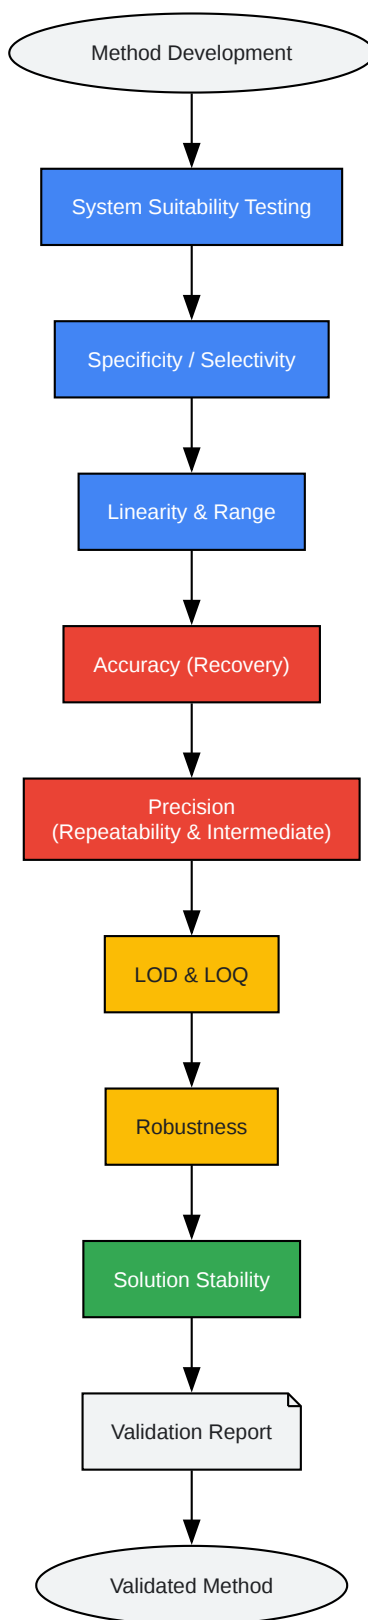 Method Development
System Suitability Testing
Specificity / Selectivity
Linearity & Range
Accuracy (Recovery)
Precision
(Repeatability & Intermediate)
LOD & LOQ
Robustness
Solution Stability
Validation Report
Validated Method